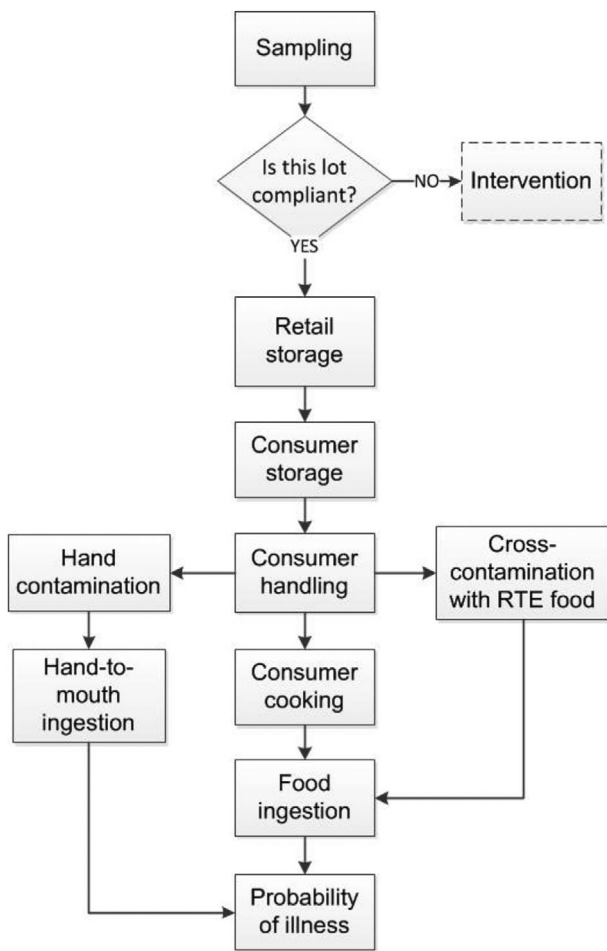 Sampling
Is this lot
compliant?
NO
Intervention
YES
Retail
storage
Consumer
storage
Hand
contamination
Consumer
handling
Cross-
contamination
with RTE food
Hand-to-
mouth
ingestion
Consumer
cooking
Food
ingestion
Probability
of illness